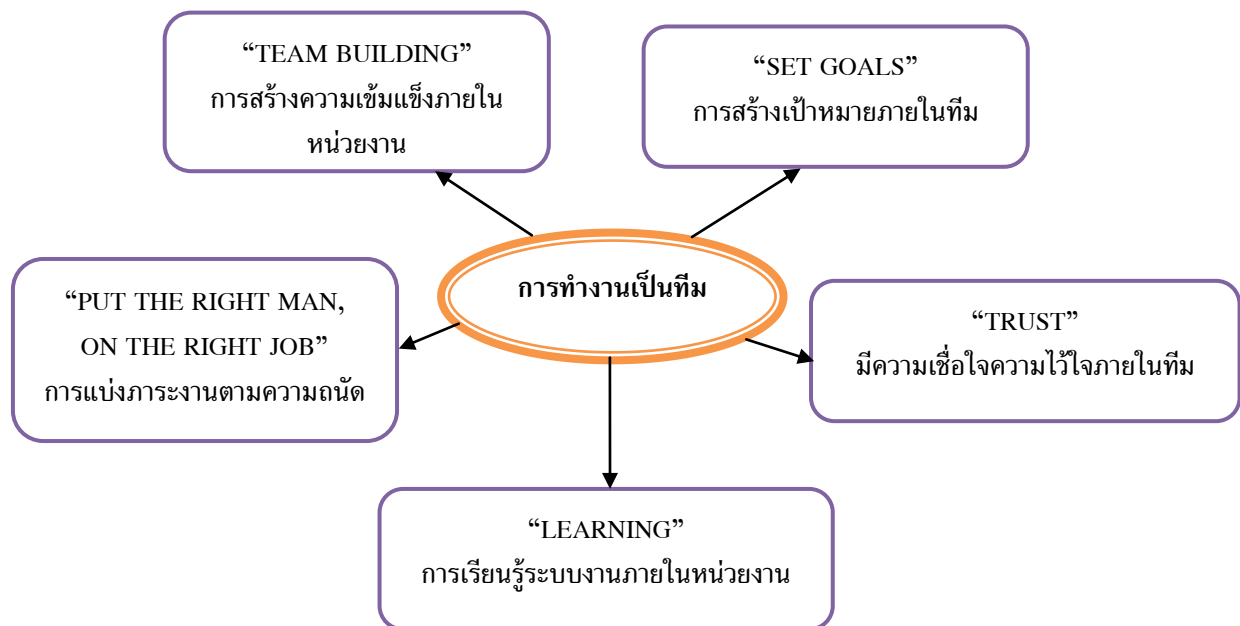 “TEAM BUILDING”
การสร้างความเข้มแข็งภายใน
หน่วยงาน
“SET GOALS”
การสร้างเป้าหมายภายในทีม
การทำงานเป็นทีม
“PUT THE RIGHT MAN,
ON THE RIGHT JOB”
การแบ่งภาระงานตามความถนัด
“TRUST”
มีความเชื่อใจความไว้ใจภายในทีม
“LEARNING”
การเรียนรู้ระบบงานภายในหน่วยงาน